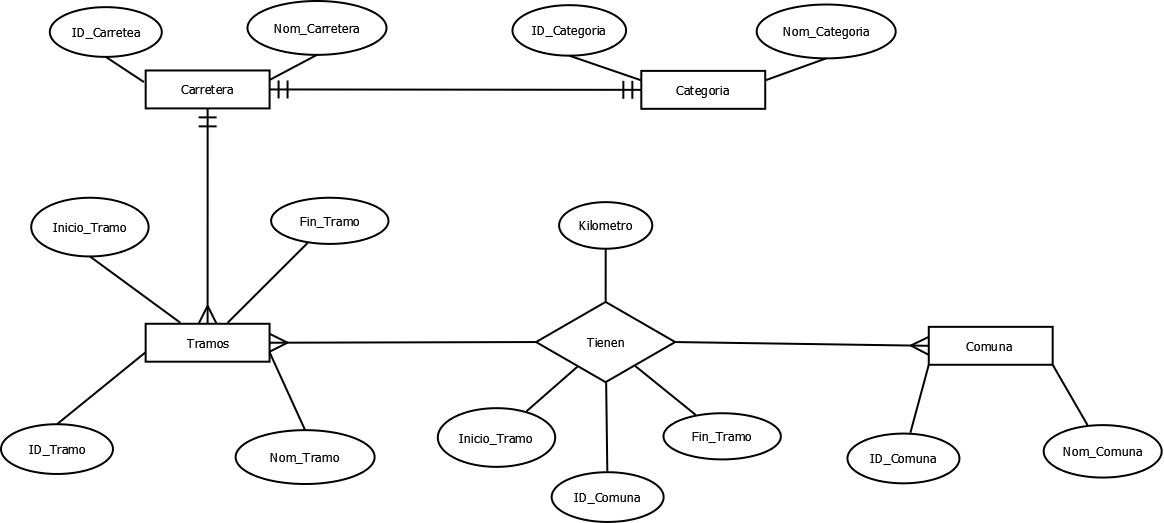 ID_Carretea
Nom_Carretera
ID_Categoria
Nom_Categoria
Carretera
Categoria
Inicio_Tramo
Fin_Tramo
Kilometro
Tramos
Tienen
Comuna
ID_Tramo
Nom_Tramo
Inicio_Tramo
Fin_Tramo
ID_Comuna
ID_Comuna
Nom_Comuna